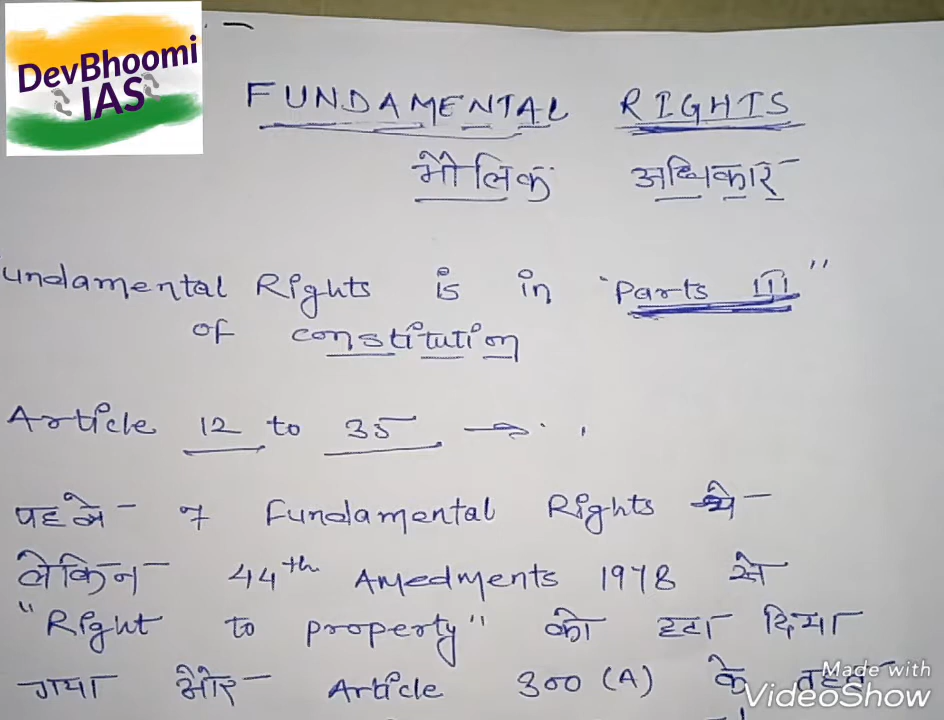 DevBhoomi
IAS
FUNDAMENTAL RIGHTS
मौलिक अधिकार
undamental Rights is in "Parts III"
of constitution
Article 12 to 35 →
पहले 7 Fundamental Rights थे
लेकिन 44th Amedments 1978 से
"Right to property" को हटा दिया
गया और Article 300 (A) के तहत
Made with
VideoShow